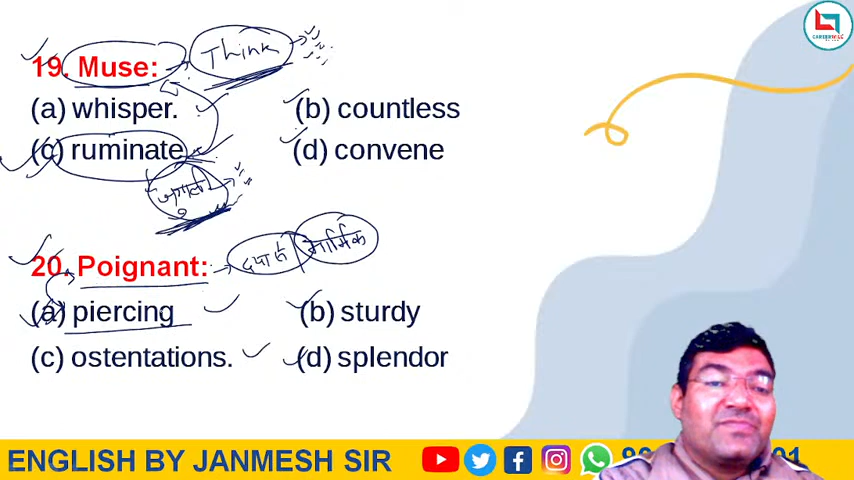 19. Muse: Think
(a) whisper. (b) countless
(c) ruminate (d) convene
20. Poignant: मार्मिक
(a) piercing (b) sturdy
(c) ostentations. (d) splendor
ENGLISH BY JANMESH SIR